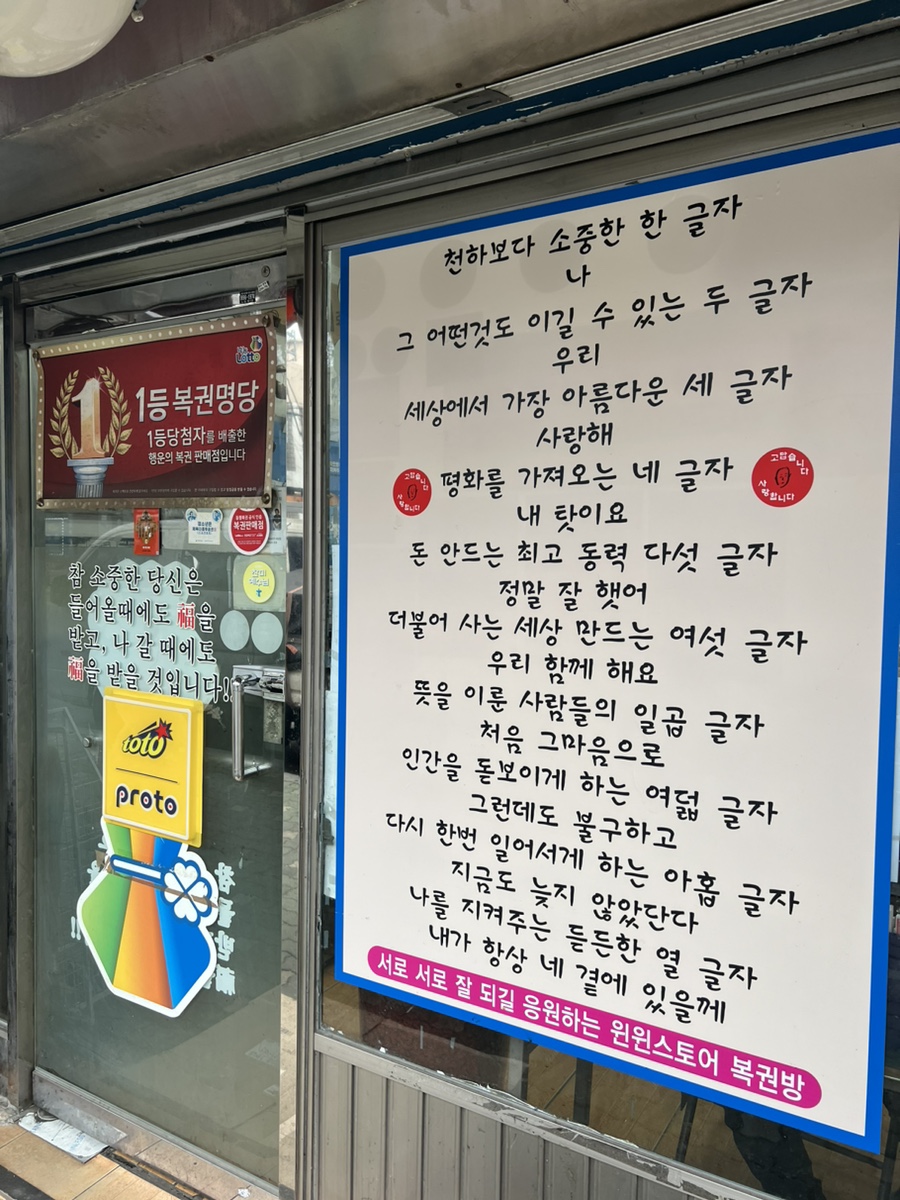 Lotto
1등 복권명당
1등당첨자를 배출한
행운의 복권 판매점입니다
복권판매점
참 소중한 당신은
들어올때에도 福을
받고, 나 갈 때에도
福을 받을 것입니다!!
toto
proto
천하보다 소중한 한 글자
나
그 어떤것도 이길 수 있는 두 글자
우리
세상에서 가장 아름다운 세 글자
사랑해
평화를 가져오는 네 글자
내 탓이요
돈 안드는 최고 동력 다섯 글자
정말 잘 햇어
더불어 사는 세상 만드는 여섯 글자
우리 함께 해요
뜻을 이룬 사람들의 일곱 글자
처음 그마음으로
인간을 돋보이게 하는 여덟 글자
그런데도 불구하고
다시 한번 일어서게 하는 아홉 글자
지금도 늦지 않았단다
나를 지켜주는 듣든한 열 글자
내가 항상 네 곁에 있을께
고맙습니다
사랑합니다
고맙습니다
사랑합니다
서로 서로 잘 되길 응원하는 윈윈스토어 복권방